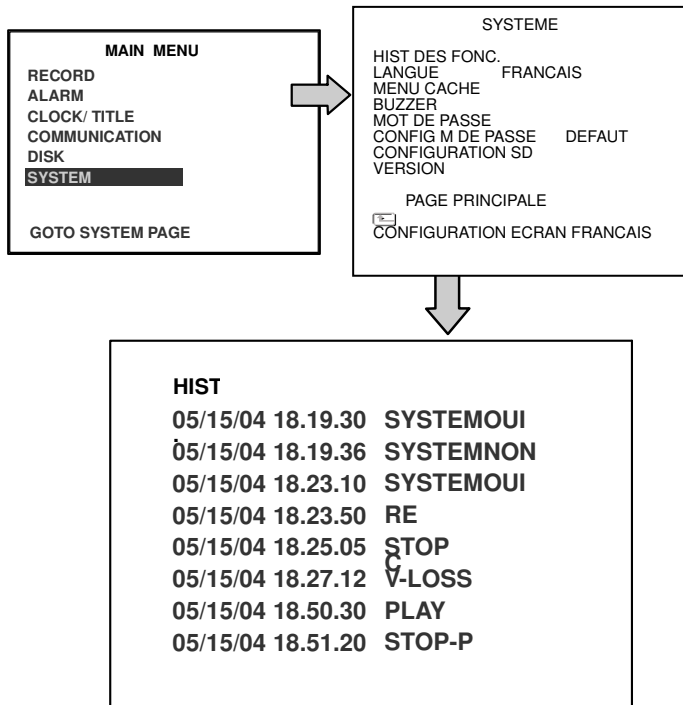 MAIN MENU
RECORD
ALARM
CLOCK/ TITLE
COMMUNICATION
DISK
SYSTEM
GOTO SYSTEM PAGE
SYSTEME
HIST DES FONC.
LANGUE FRANCAIS
MENU CACHE
BUZZER
MOT DE PASSE
CONFIG M DE PASSE DEFAUT
CONFIGURATION SD
VERSION
PAGE PRINCIPALE
CONFIGURATION ECRAN FRANCAIS
HIST
.
05/15/04 18.19.30 SYSTEMOUI
05/15/04 18.19.36 SYSTEMNON
05/15/04 18.23.10 SYSTEMOUI
05/15/04 18.23.50 RE
C
05/15/04 18.25.05 STOP
05/15/04 18.27.12 V-LOSS
05/15/04 18.50.30 PLAY
05/15/04 18.51.20 STOP-P